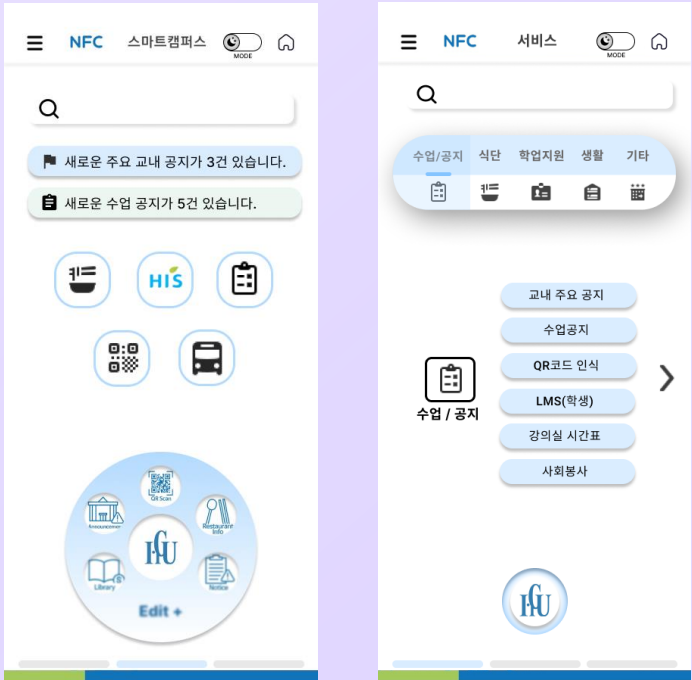 NFC 스마트캠퍼스
MODE
새로운 주요 교내 공지가 3건 있습니다.
새로운 수업 공지가 5건 있습니다.
HIS
QR Scan
Announcement
Restaurant
Info
Library
Notice
HGU
Edit +
NFC 서비스
MODE
수업/공지 식단 학업지원 생활 기타
교내 주요 공지
수업공지
QR코드 인식
LMS(학생)
강의실 시간표
사회봉사
수업 / 공지
HGU